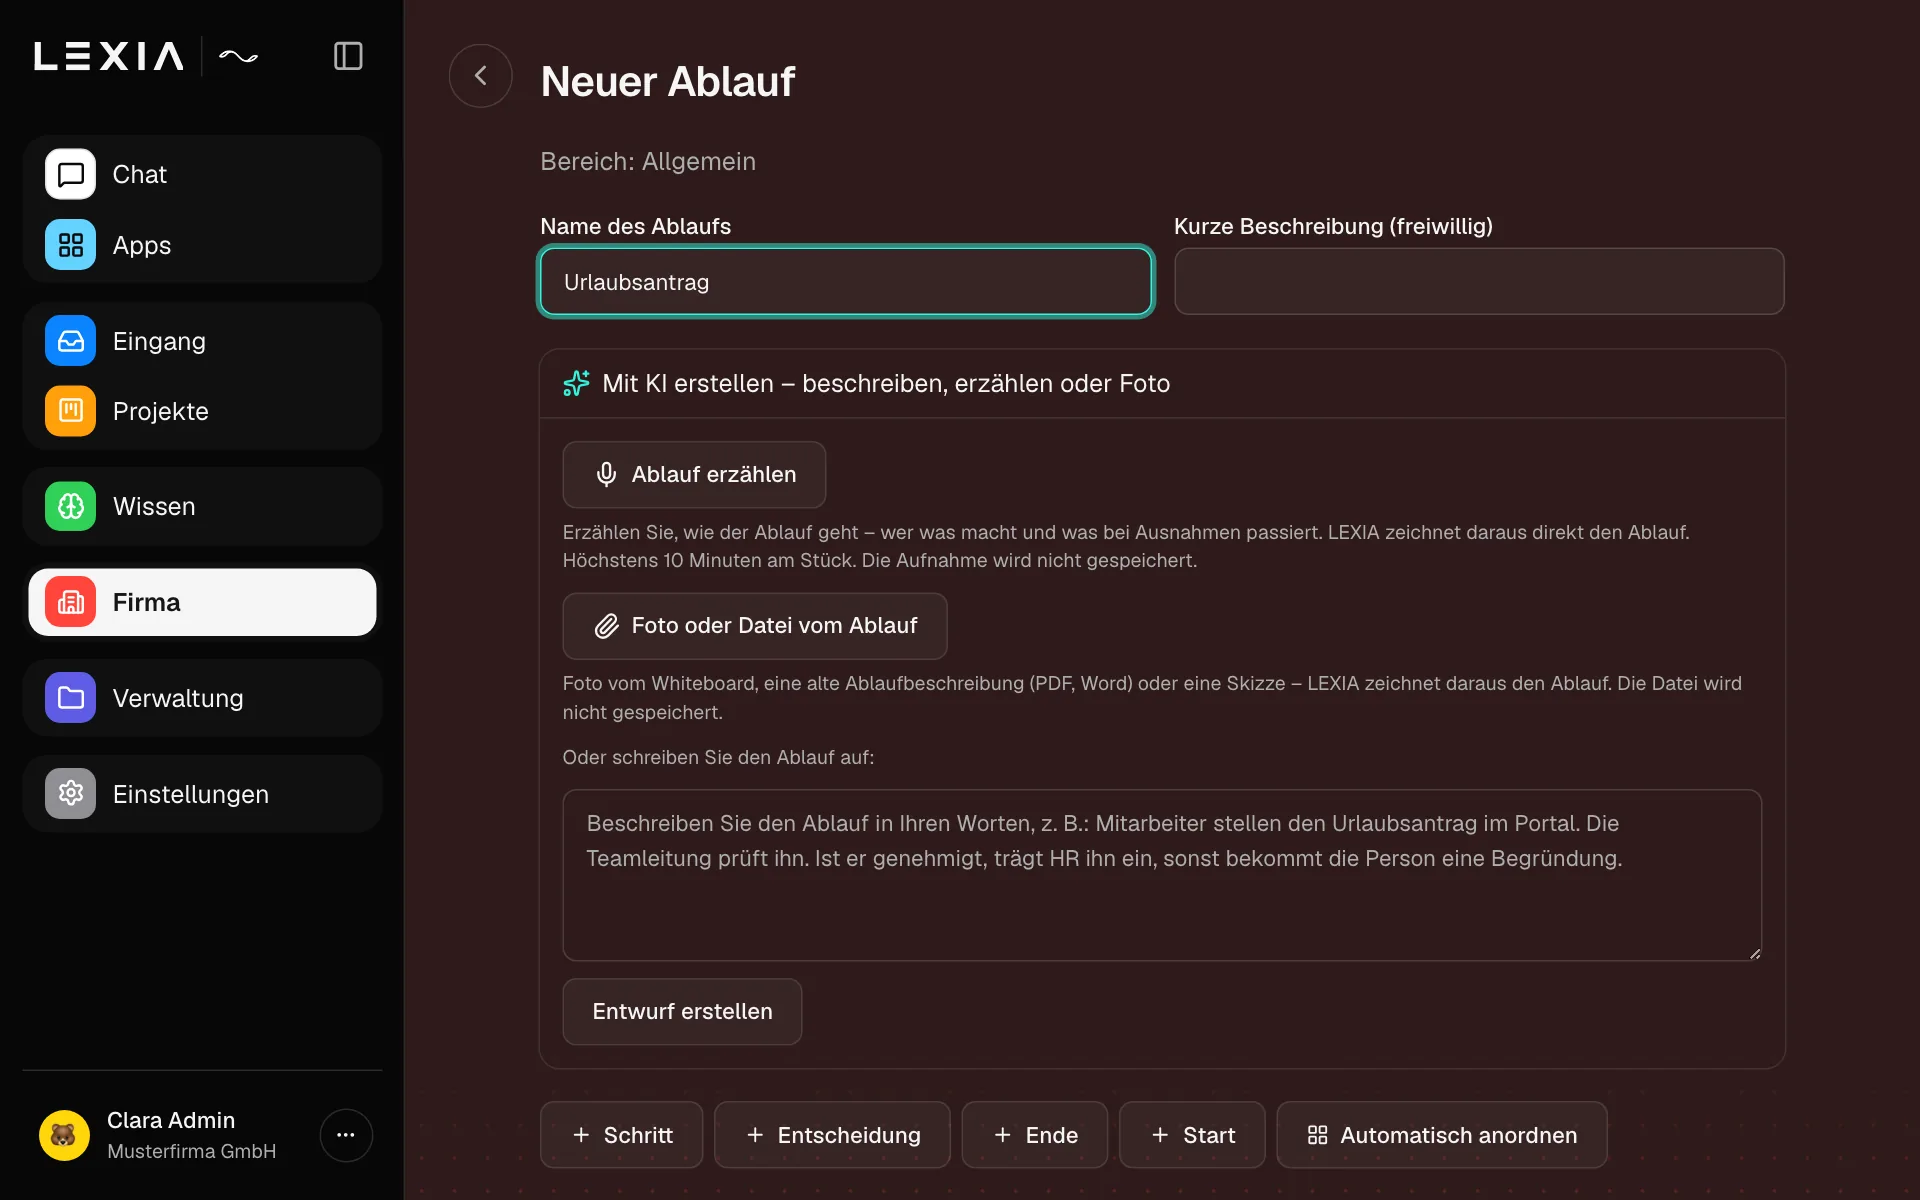 LEXIA
Chat
Apps
Eingang
Projekte
Wissen
Firma
Verwaltung
Einstellungen
Clara Admin
Musterfirma GmbH
Neuer Ablauf
Bereich: Allgemein
Name des Ablaufs
Urlaubsantrag
Kurze Beschreibung (freiwillig)
Mit KI erstellen – beschreiben, erzählen oder Foto
Ablauf erzählen
Erzählen Sie, wie der Ablauf geht – wer was macht und was bei Ausnahmen passiert. LEXIA zeichnet daraus direkt den Ablauf.
Höchstens 10 Minuten am Stück. Die Aufnahme wird nicht gespeichert.
Foto oder Datei vom Ablauf
Foto vom Whiteboard, eine alte Ablaufbeschreibung (PDF, Word) oder eine Skizze – LEXIA zeichnet daraus den Ablauf. Die Datei wird
nicht gespeichert.
Oder schreiben Sie den Ablauf auf:
Beschreiben Sie den Ablauf in Ihren Worten, z. B.: Mitarbeiter stellen den Urlaubsantrag im Portal. Die
Teamleitung prüft ihn. Ist er genehmigt, trägt HR ihn ein, sonst bekommt die Person eine Begründung.
Entwurf erstellen
+ Schritt
+ Entscheidung
+ Ende
+ Start
Automatisch anordnen